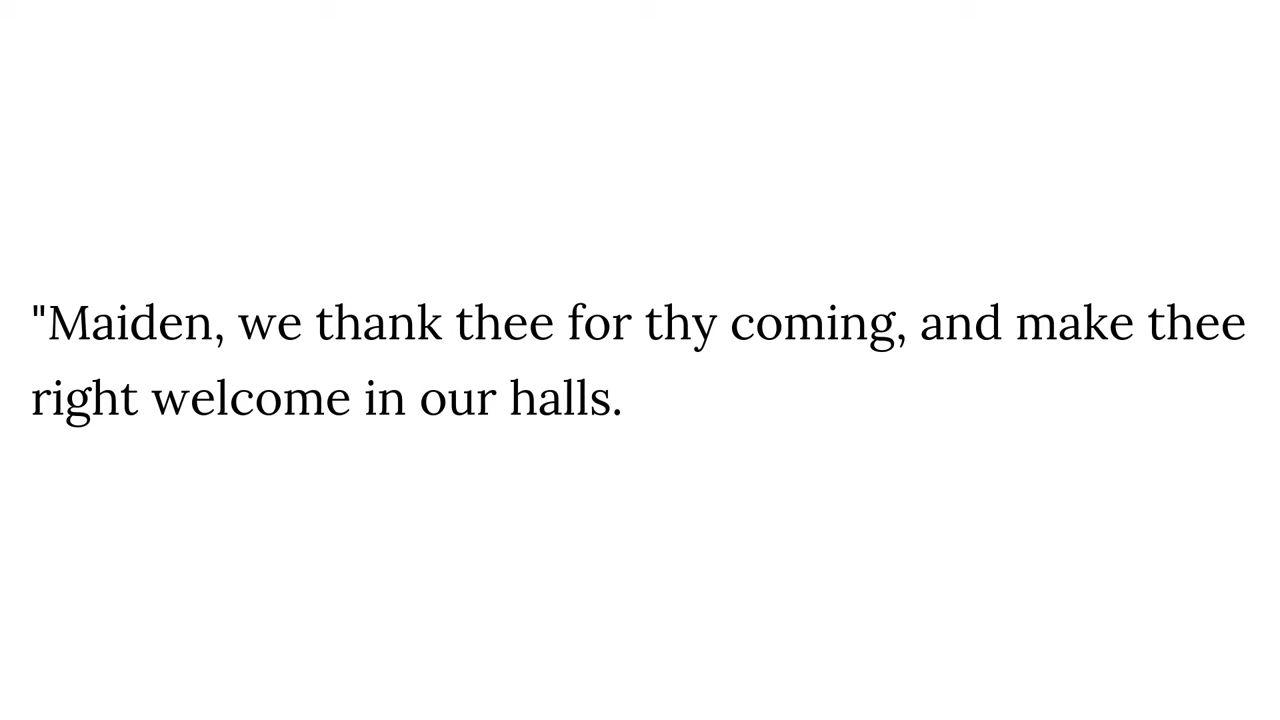 "Maiden, we thank thee for thy coming, and make thee
right welcome in our halls.